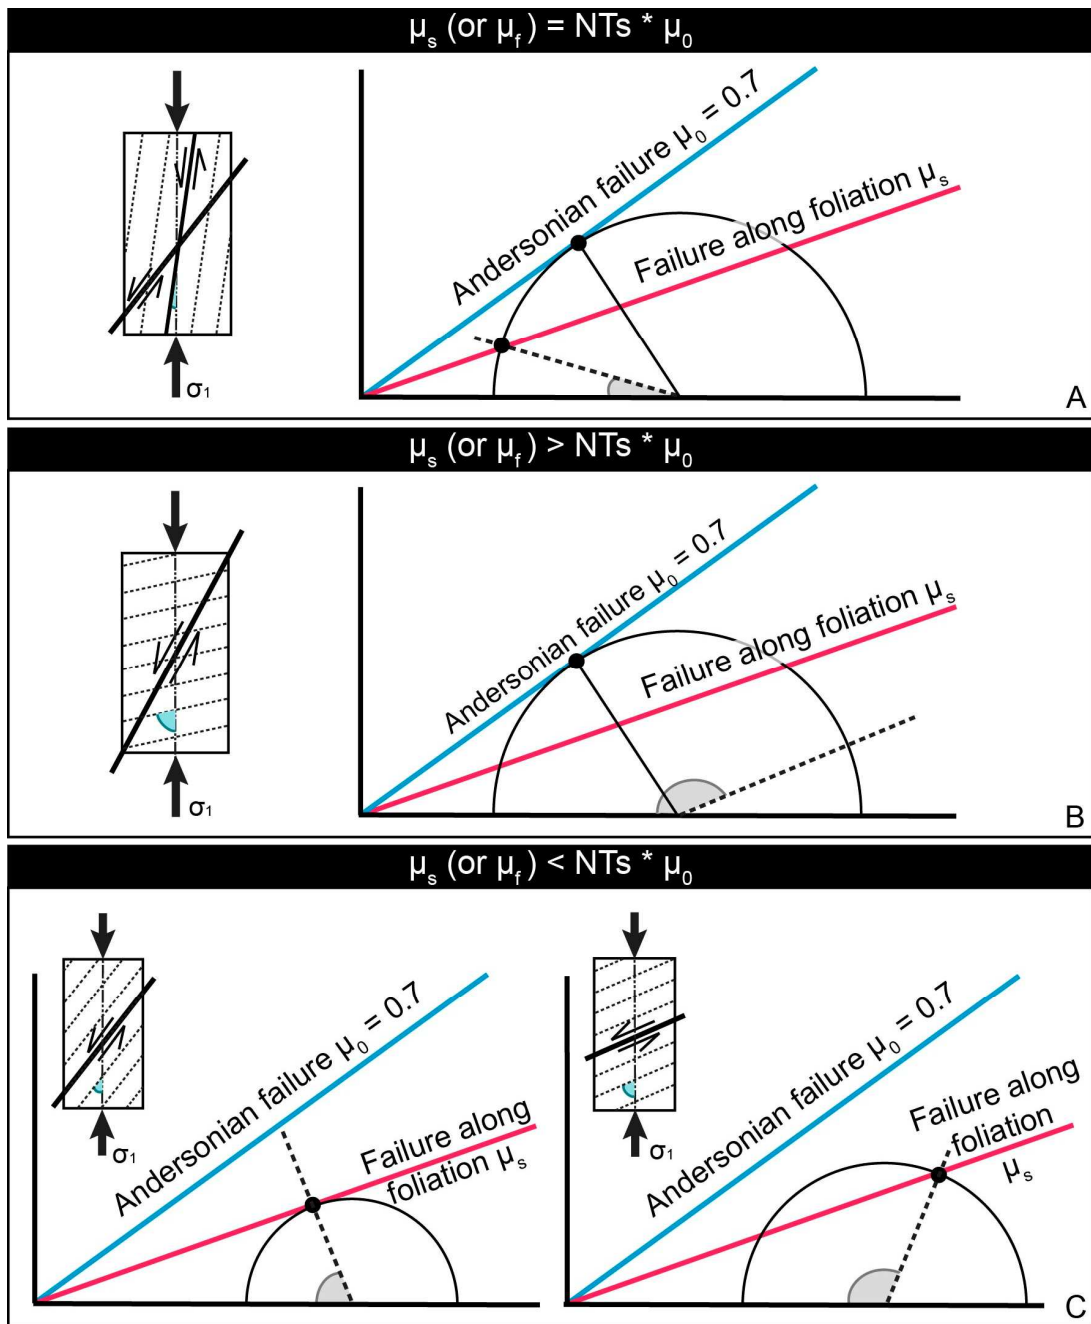 μs (or μf) = NTs * μ0
Andersonian failure μ0 = 0.7
Failure along foliation μs
σ1
A
μs (or μf) > NTs * μ0
Andersonian failure μ0 = 0.7
Failure along foliation μs
σ1
B
μs (or μf) < NTs * μ0
Andersonian failure μ0 = 0.7
Failure along
foliation μs
σ1
Andersonian failure μ0 = 0.7
Failure along
foliation
μs
σ1
C